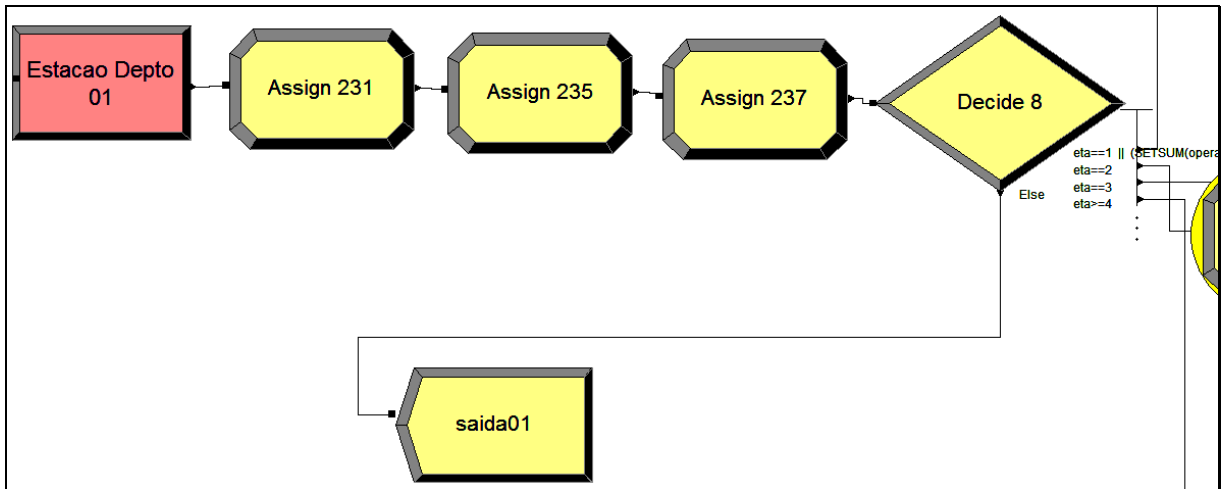 Estacao Depto
01
Assign 231
Assign 235
Assign 237
Decide 8
eta==1 || (SETSUM(opera
eta==2
eta==3
eta>=4
Else
saida01